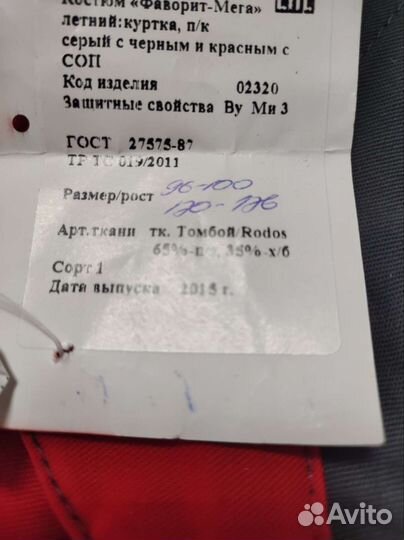 Костюм «Фаворит-Мега» ЕАС
летний:куртка, п/к
серый с черным и красным с
СОП
Код изделия 02320
Защитные свойства Ву Ми 3
ГОСТ 27575-87
ТР ТС 019/2011
Размер/рост 96-100
170-176
Арт.ткани тк. Томбой/Rodos
65%-п/э, 35%-х/б
Сорт 1
Дата выпуска 2015 г.
Avito